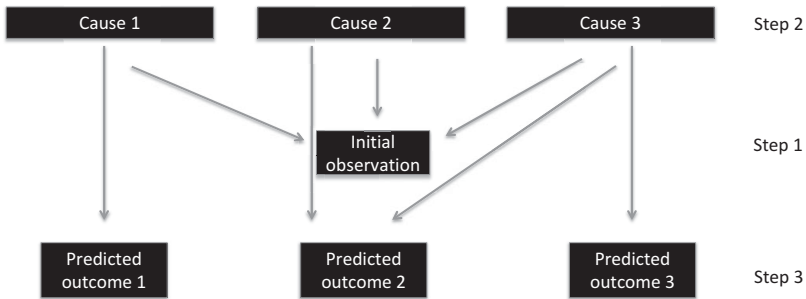 Cause 1
Cause 2
Cause 3
Step 2
Initial
observation
Step 1
Predicted
outcome 1
Predicted
outcome 2
Predicted
outcome 3
Step 3